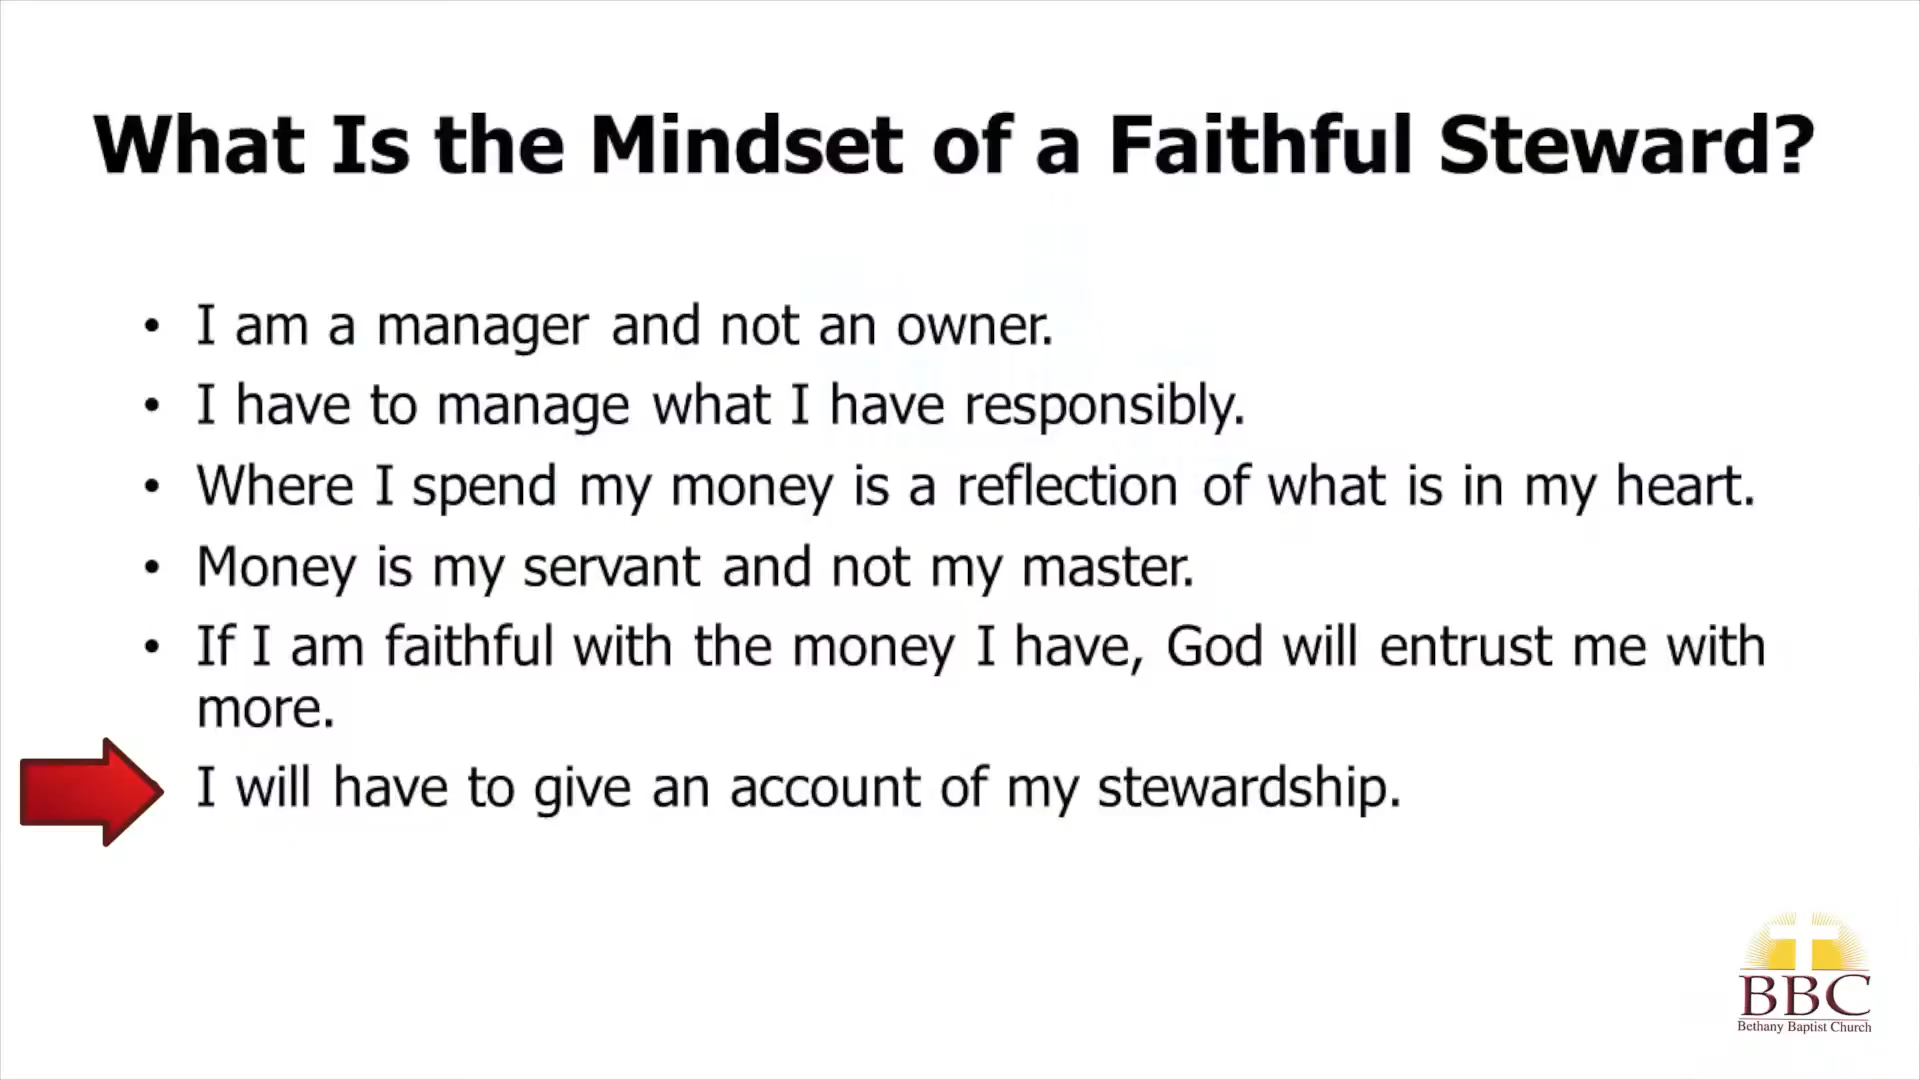 What Is the Mindset of a Faithful Steward?
• I am a manager and not an owner.
• I have to manage what I have responsibly.
• Where I spend my money is a reflection of what is in my heart.
• Money is my servant and not my master.
• If I am faithful with the money I have, God will entrust me with
more.
I will have to give an account of my stewardship.
BBC
Bethany Baptist Church